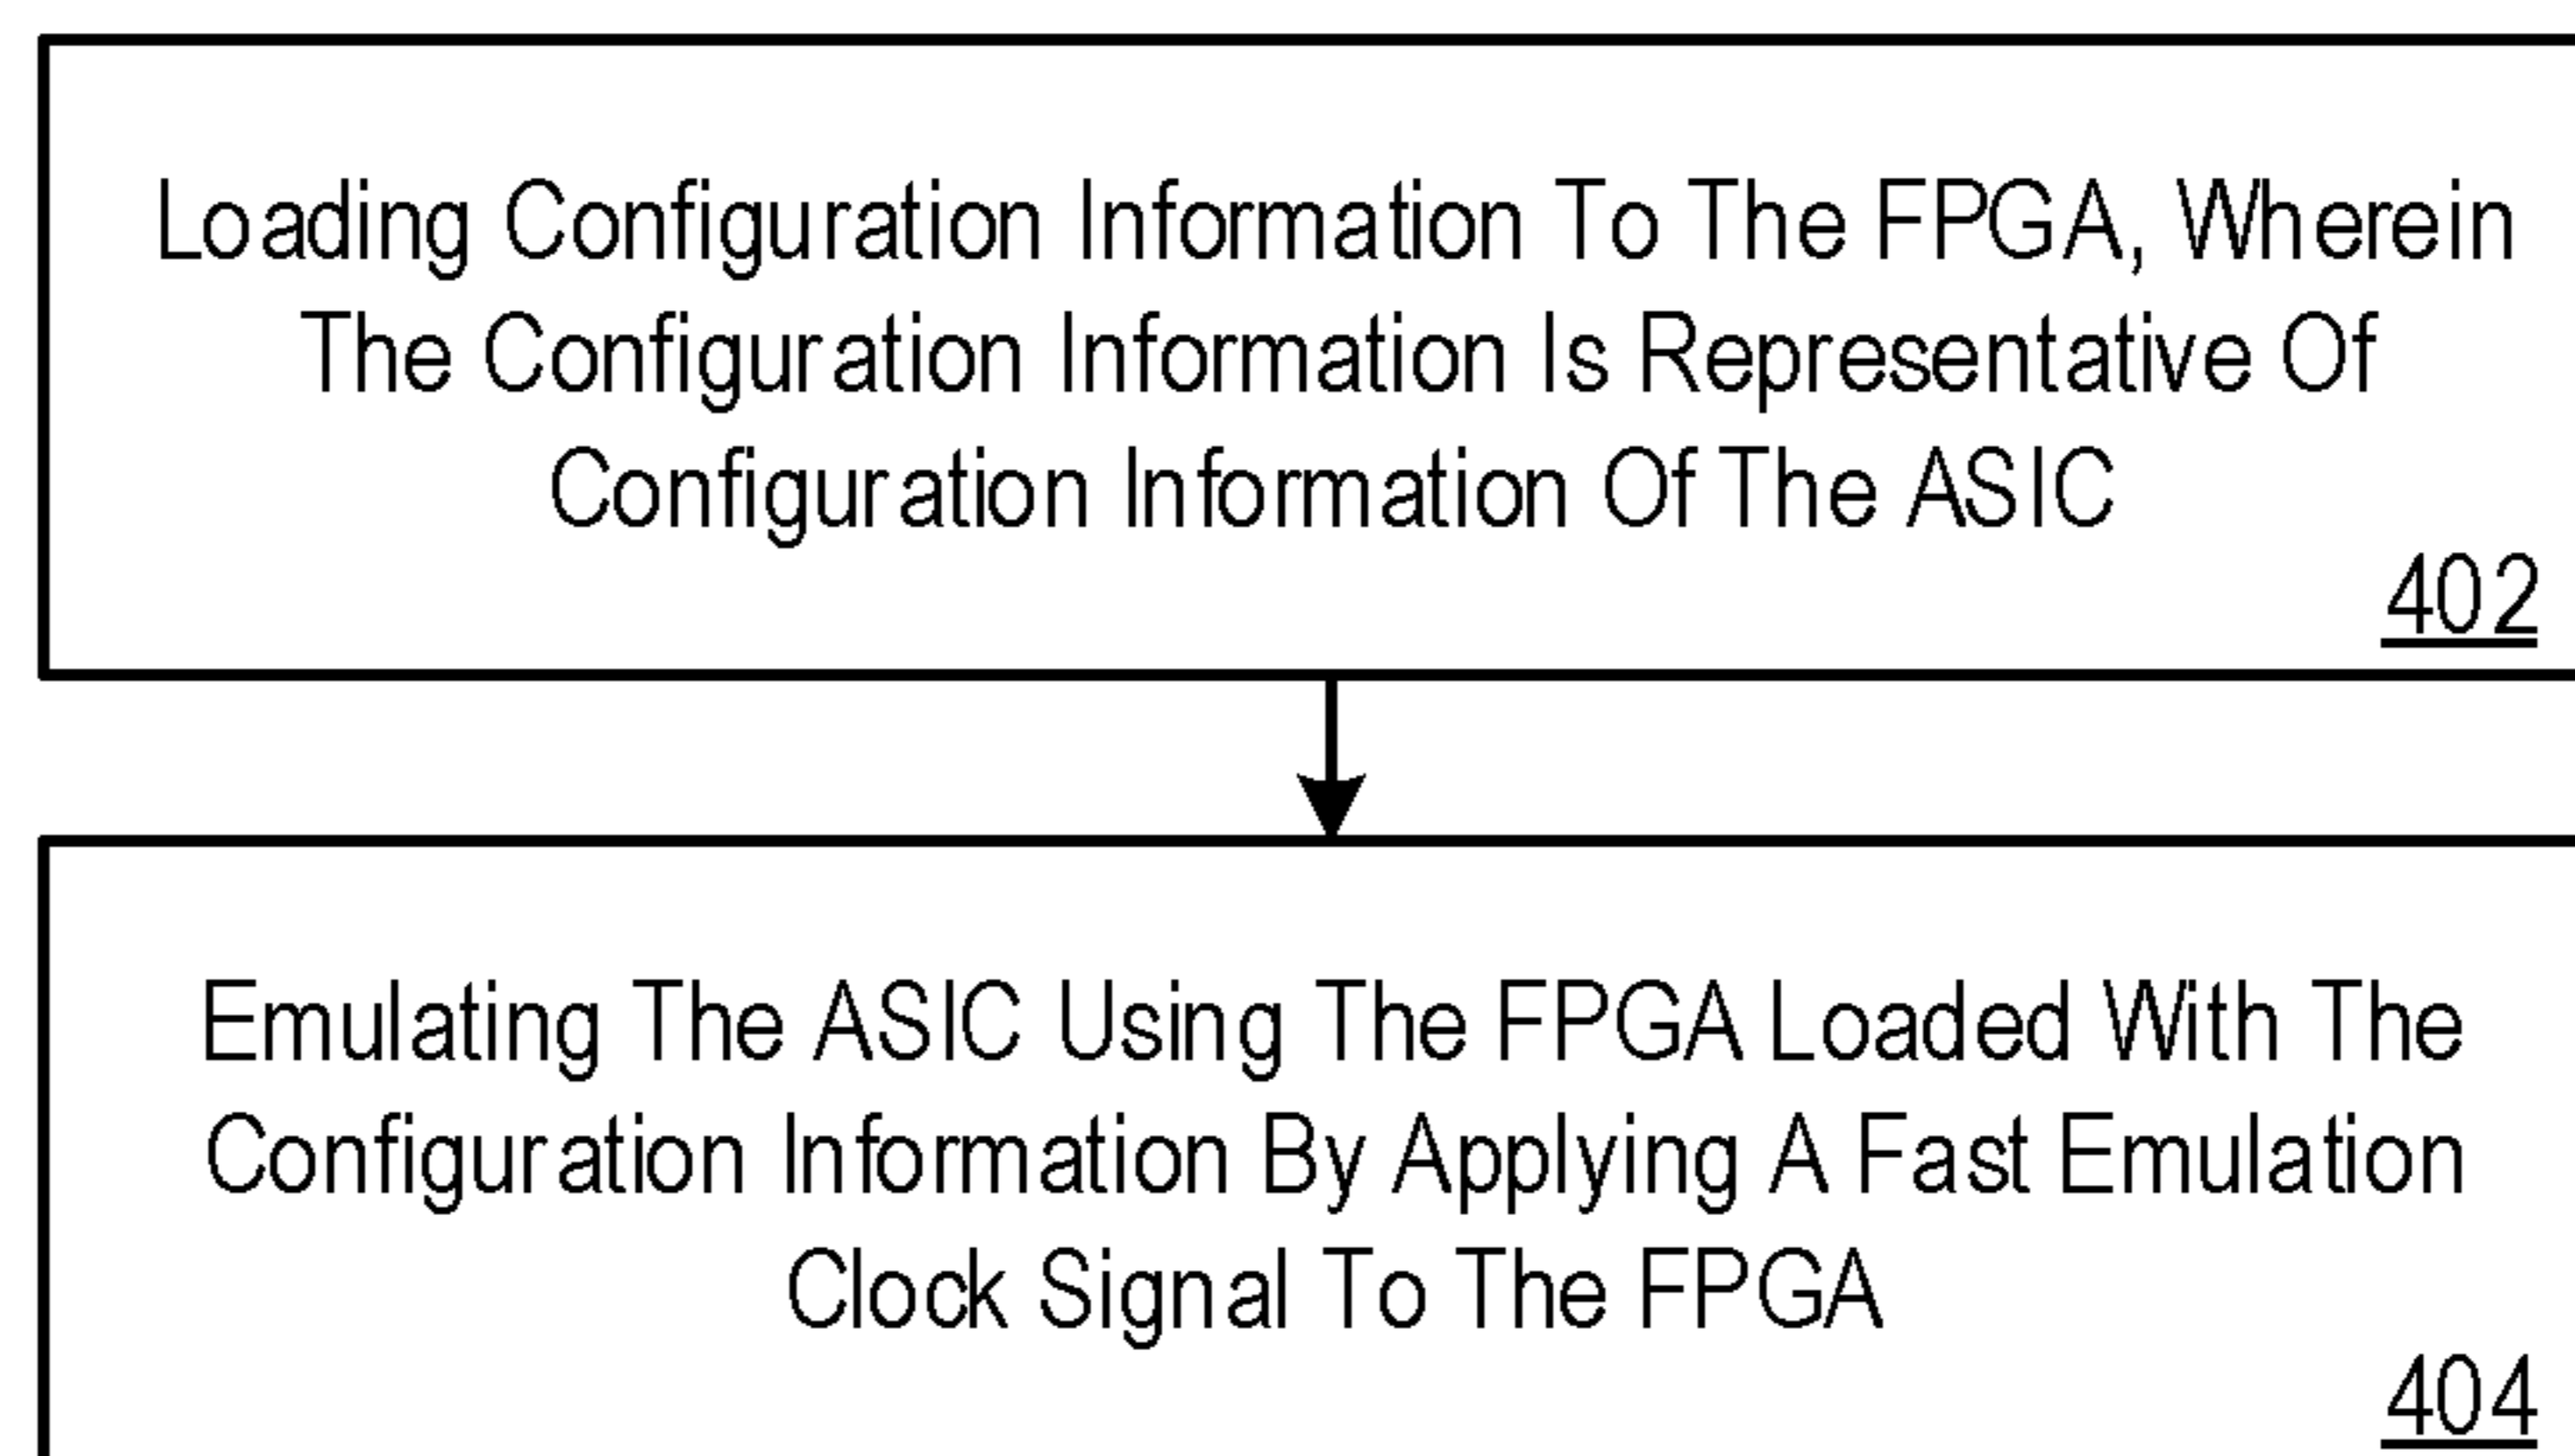 Loading Configuration Information To The FPGA, Wherein
The Configuration Information Is Representative Of
Configuration Information Of The ASIC
402
Emulating The ASIC Using The FPGA Loaded With The
Configuration Information By Applying A Fast Emulation
Clock Signal To The FPGA
404